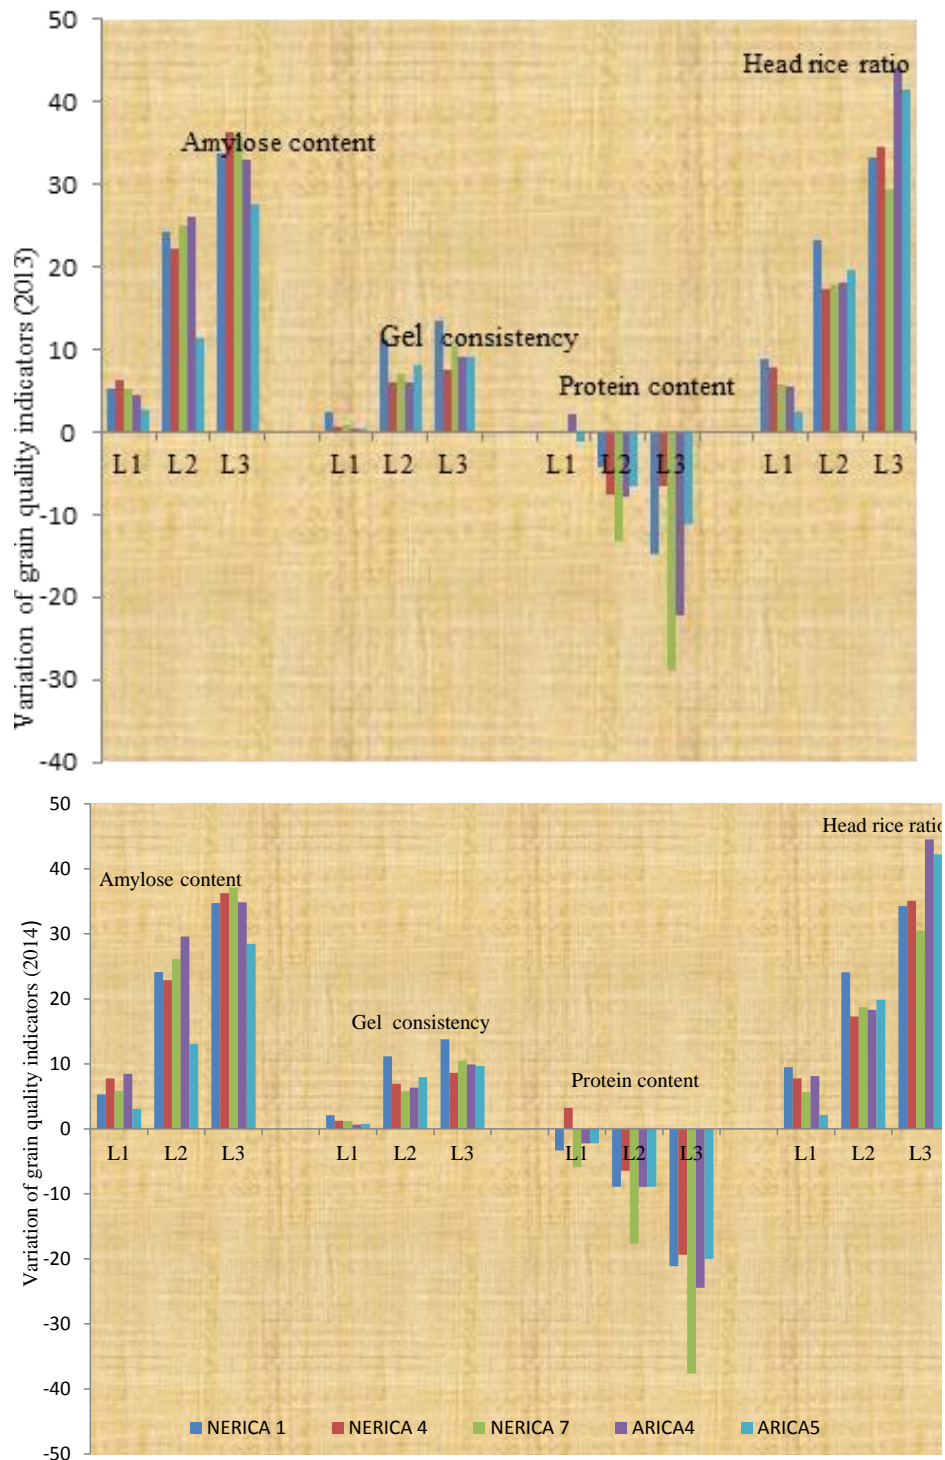 50
Head rice ratio
40
Amylose content
30
20
10
Gel consistency
Protein content
0
L1 L2 L3 L1 L2 L3 L1 L2 L3 L1 L2 L3
-10
-20
-30
-40
Variation of grain quality indicators (2013)
50
Head rice ratio
40
Amylose content
30
20
Gel consistency
10
Protein content
0
L1 L2 L3 L1 L2 L3 L1 L2 L3 L1 L2 L3
-10
-20
-30
-40
NERICA 1 NERICA 4 NERICA 7 ARICA4 ARICA5
-50
Variation of grain quality indicators (2014)